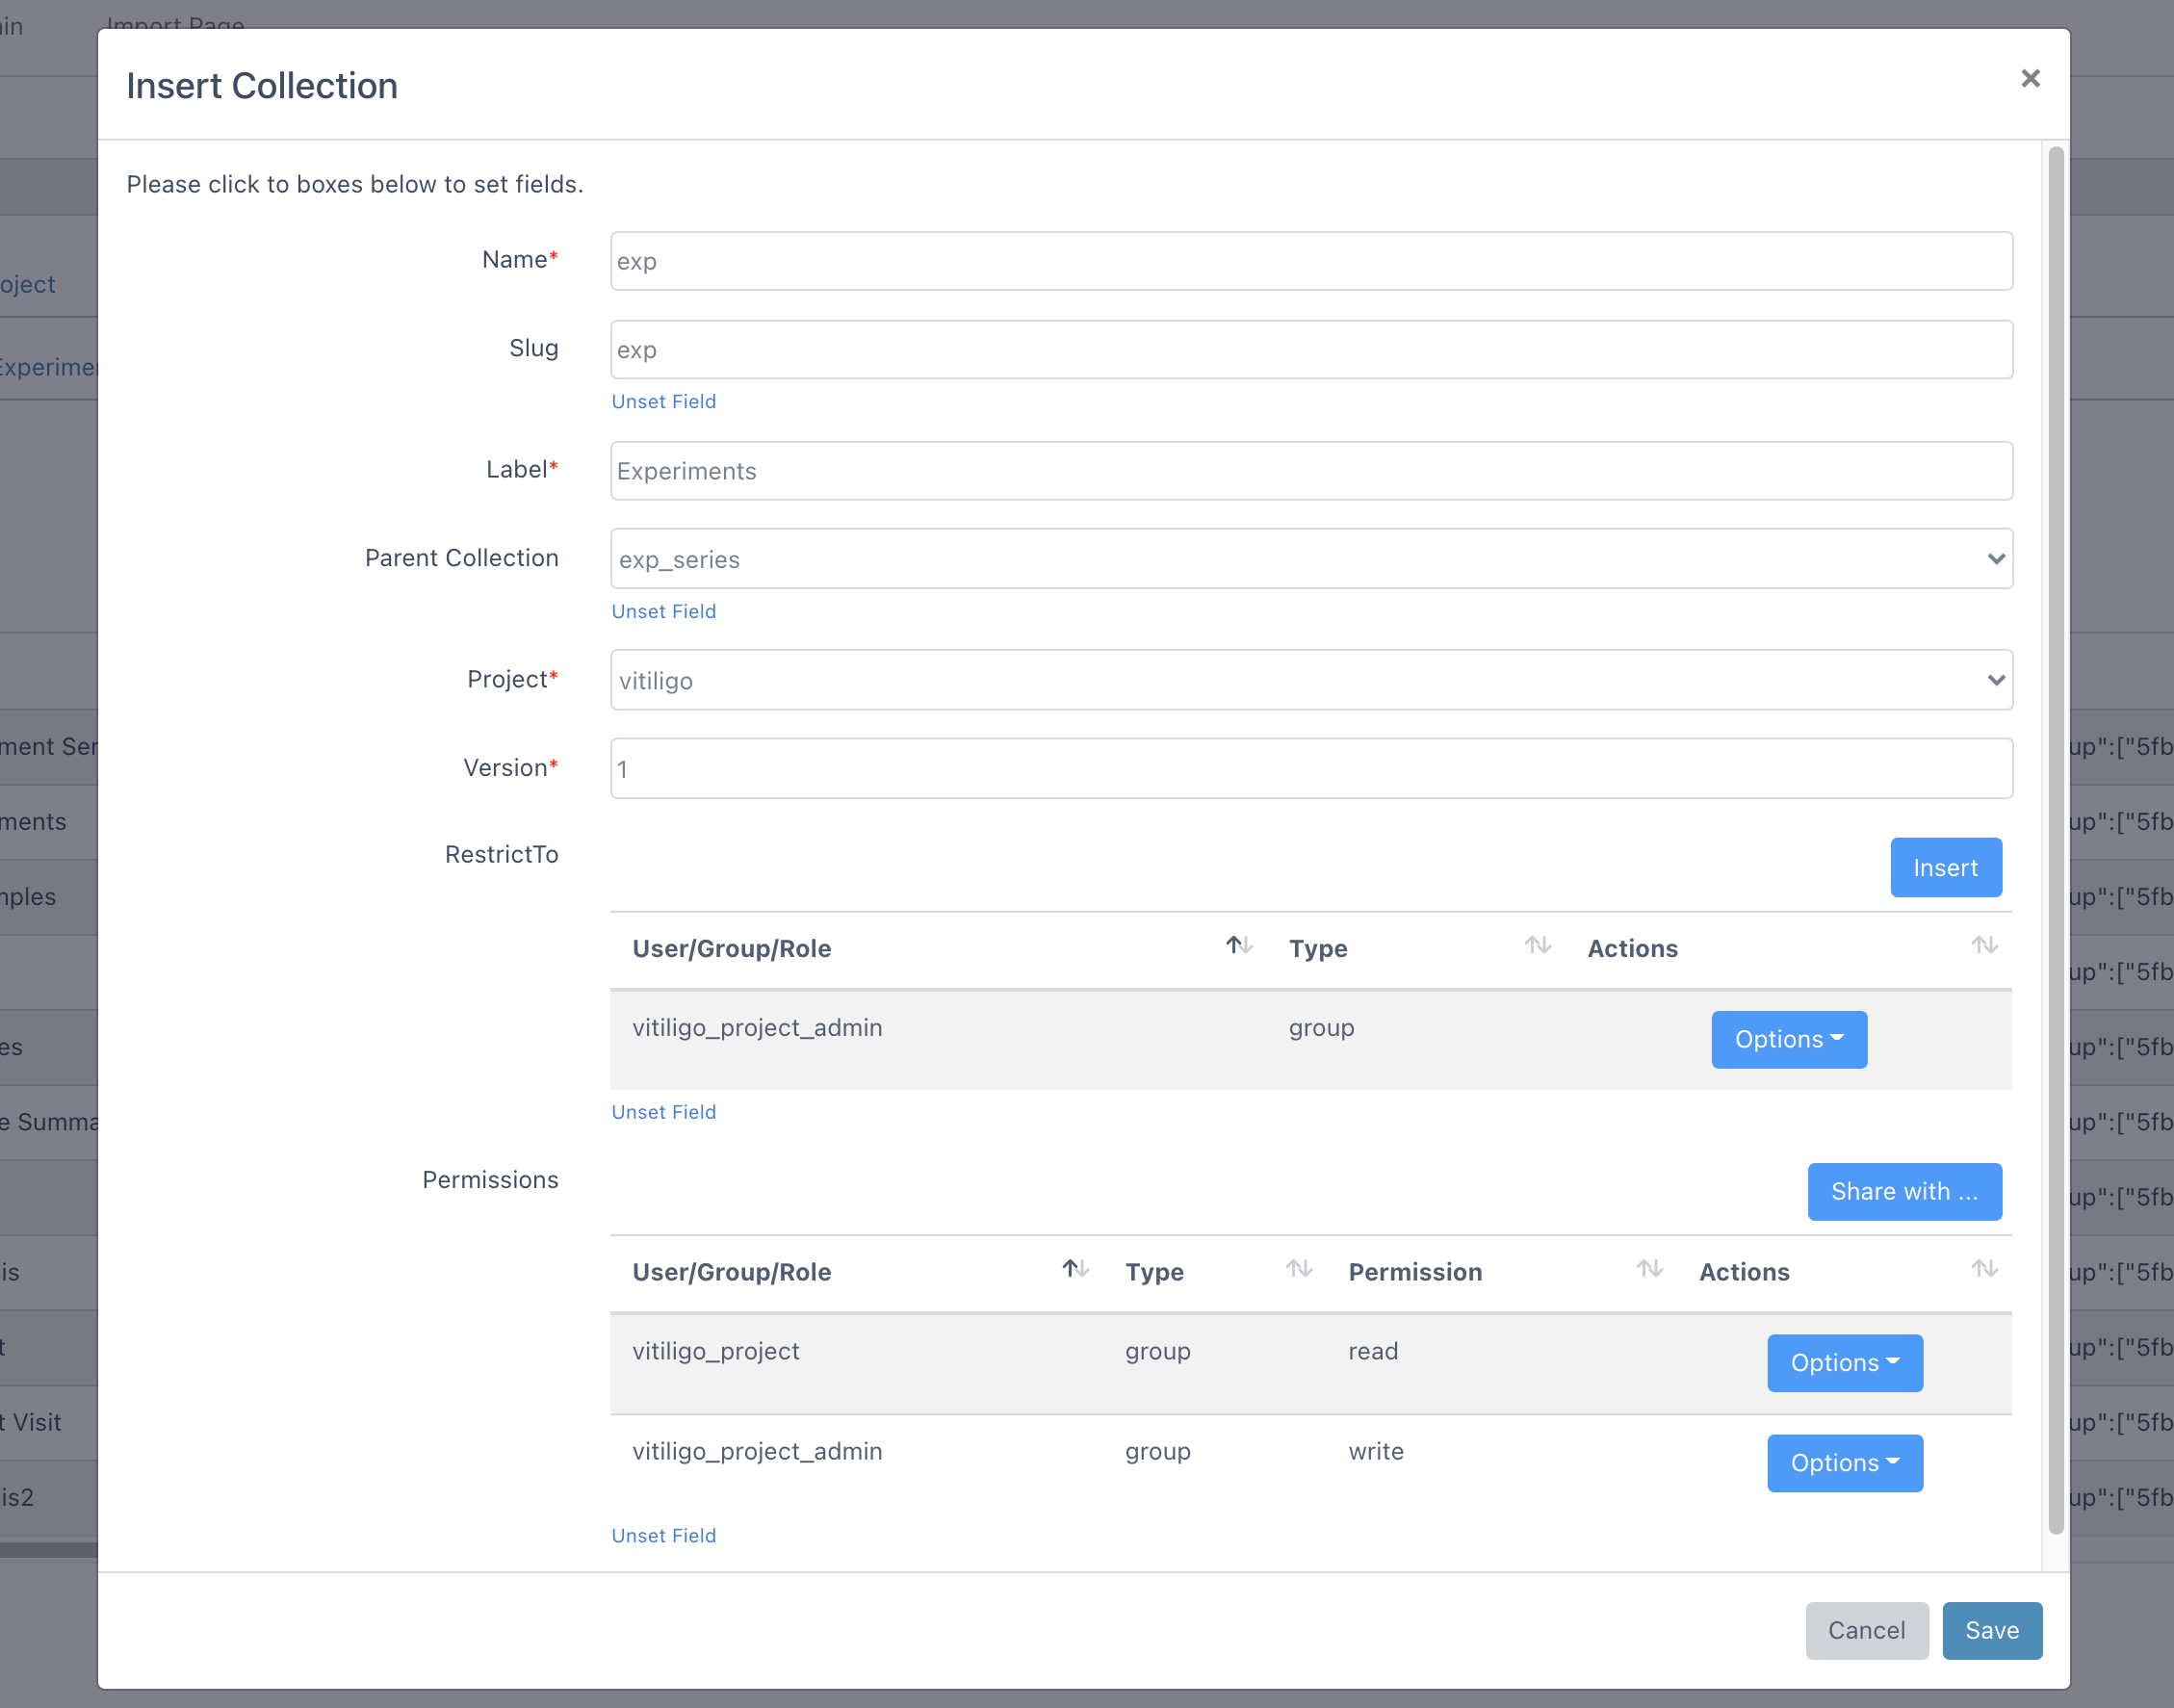 Import Page
Insert Collection
×
Please click to boxes below to set fields.
Name*
exp
Slug
exp
Unset Field
Label*
Experiments
Parent Collection
exp_series
Unset Field
Project*
vitiligo
Version*
1
RestrictTo
Insert
User/Group/Role Type Actions
vitiligo_project_admin group Options
Unset Field
Permissions
Share with ...
User/Group/Role Type Permission Actions
vitiligo_project group read Options
vitiligo_project_admin group write Options
Unset Field
Cancel Save
oject
Experimen
ment Ser
ments
mples
es
e Summa
is
t
t Visit
is2
up":["5fb
up":["5fb
up":["5fb
up":["5fb
up":["5fb
up":["5fb
up":["5fb
up":["5fb
up":["5fb
up":["5fb
up":["5fb